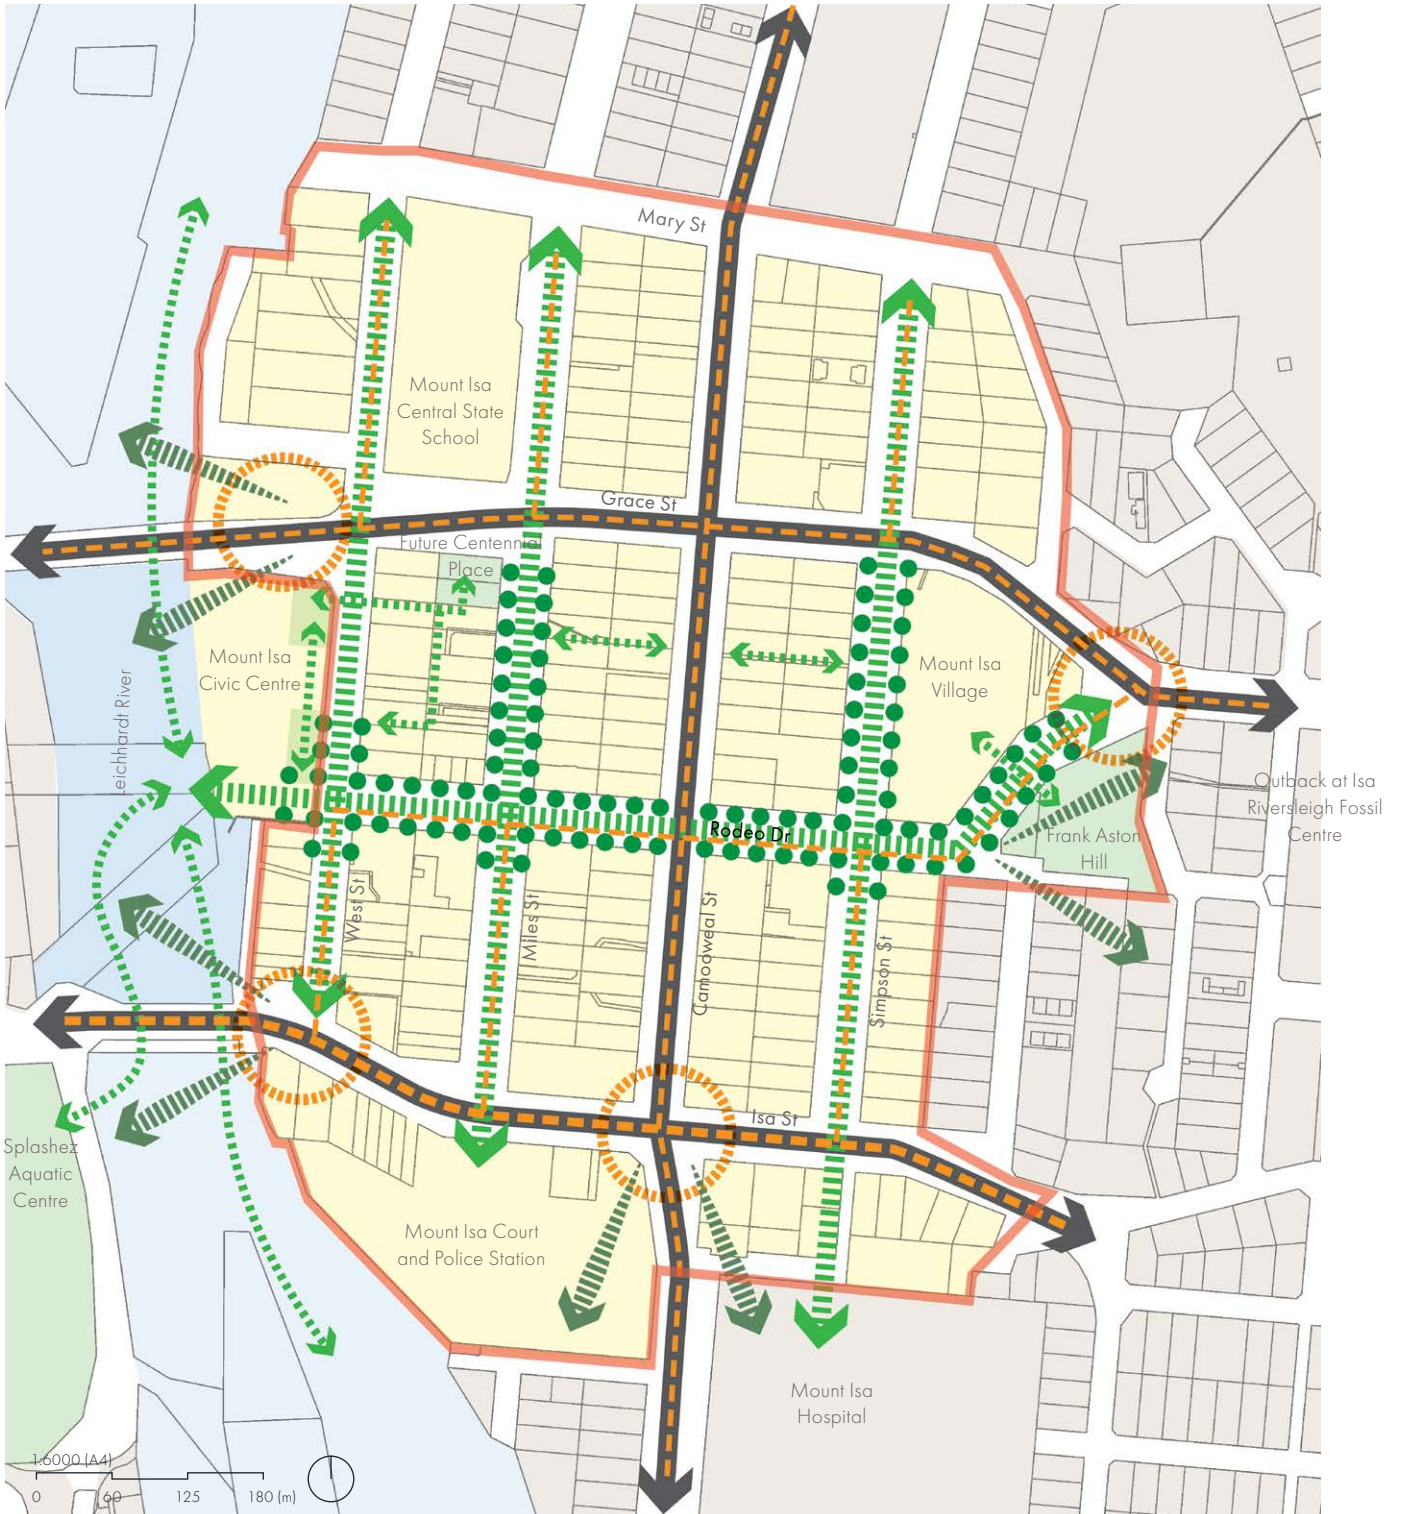 Mary St
Mount Isa
Central State
School
Grace St
Future Centennial
Place
Mount Isa
Civic Centre
Mount Isa
Village
Leichhardt River
Outback at Isa
Riversleigh Fossil
Centre
Rodeo Dr
Frank Aston
Hill
West St
Miles St
Camooweal St
Simpson St
Isa St
Splashez
Aquatic
Centre
Mount Isa Court
and Police Station
Mount Isa
Hospital
1:6000 (A4)
0 60 125 180 (m)